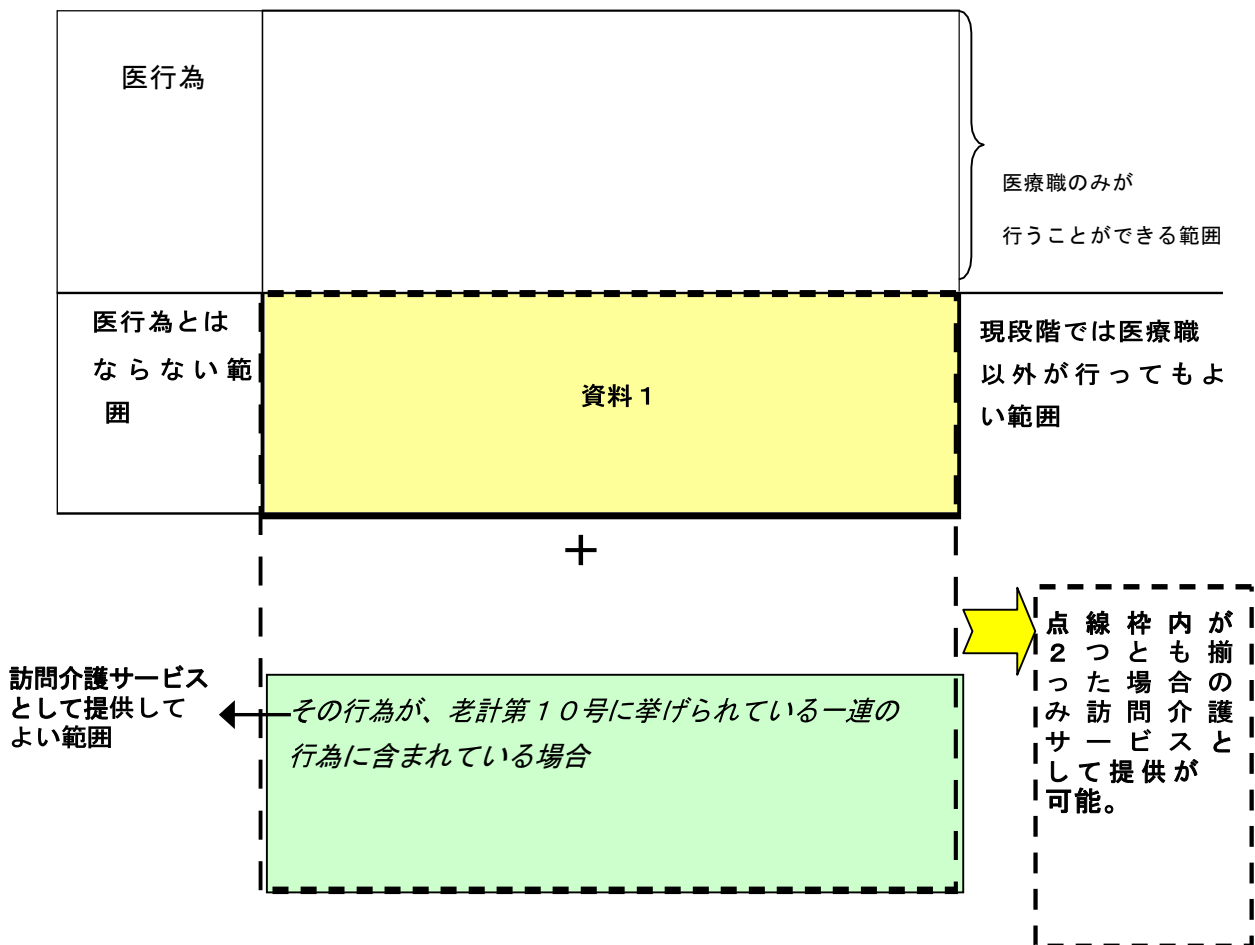 医行為
医療職のみが
行うことができる範囲
医行為とは
ならない範
囲
資料１
現段階では医療職
以外が行ってもよ
い範囲
＋
訪問介護サービス
として提供して
よい範囲
その行為が、老計第１０号に挙げられている一連の
行為に含まれている場合
点線枠内が
２つとも揃
った場合の
み訪問介護
サービスと
して提供が
可能。